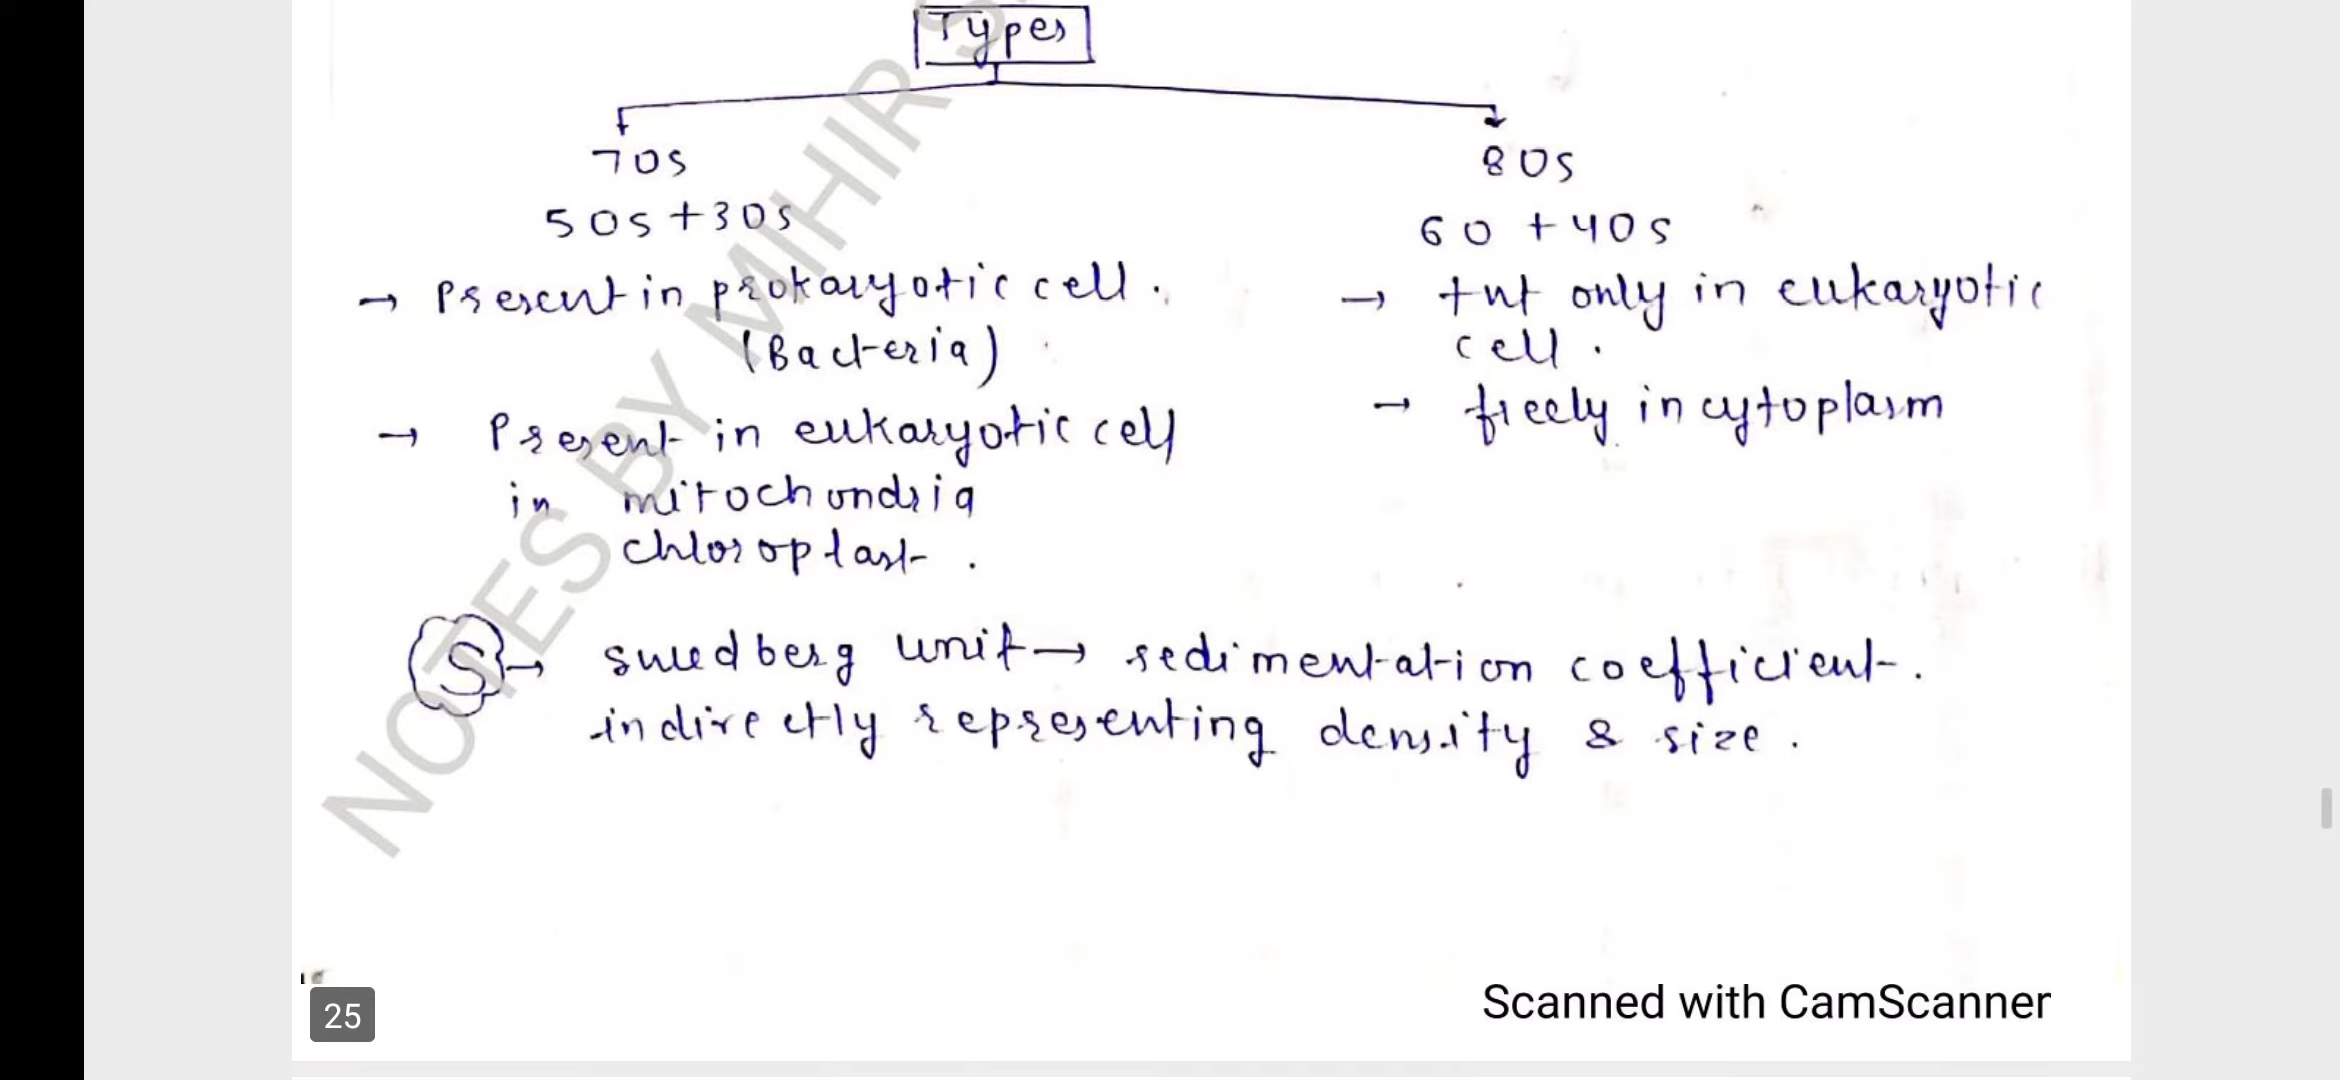 Types
70s
80s
50s + 30s
60 + 40s
→ Present in prokaryotic cell.
(Bacteria)
→ only in eukaryotic
cell.
→ freely in cytoplasm
→ Present in eukaryotic cell
in mitochondria
chloroplast.
S → swedberg unit → sedimentation coefficient.
indirectly representing density & size.
NOTES BY MIHIR
25
Scanned with CamScanner